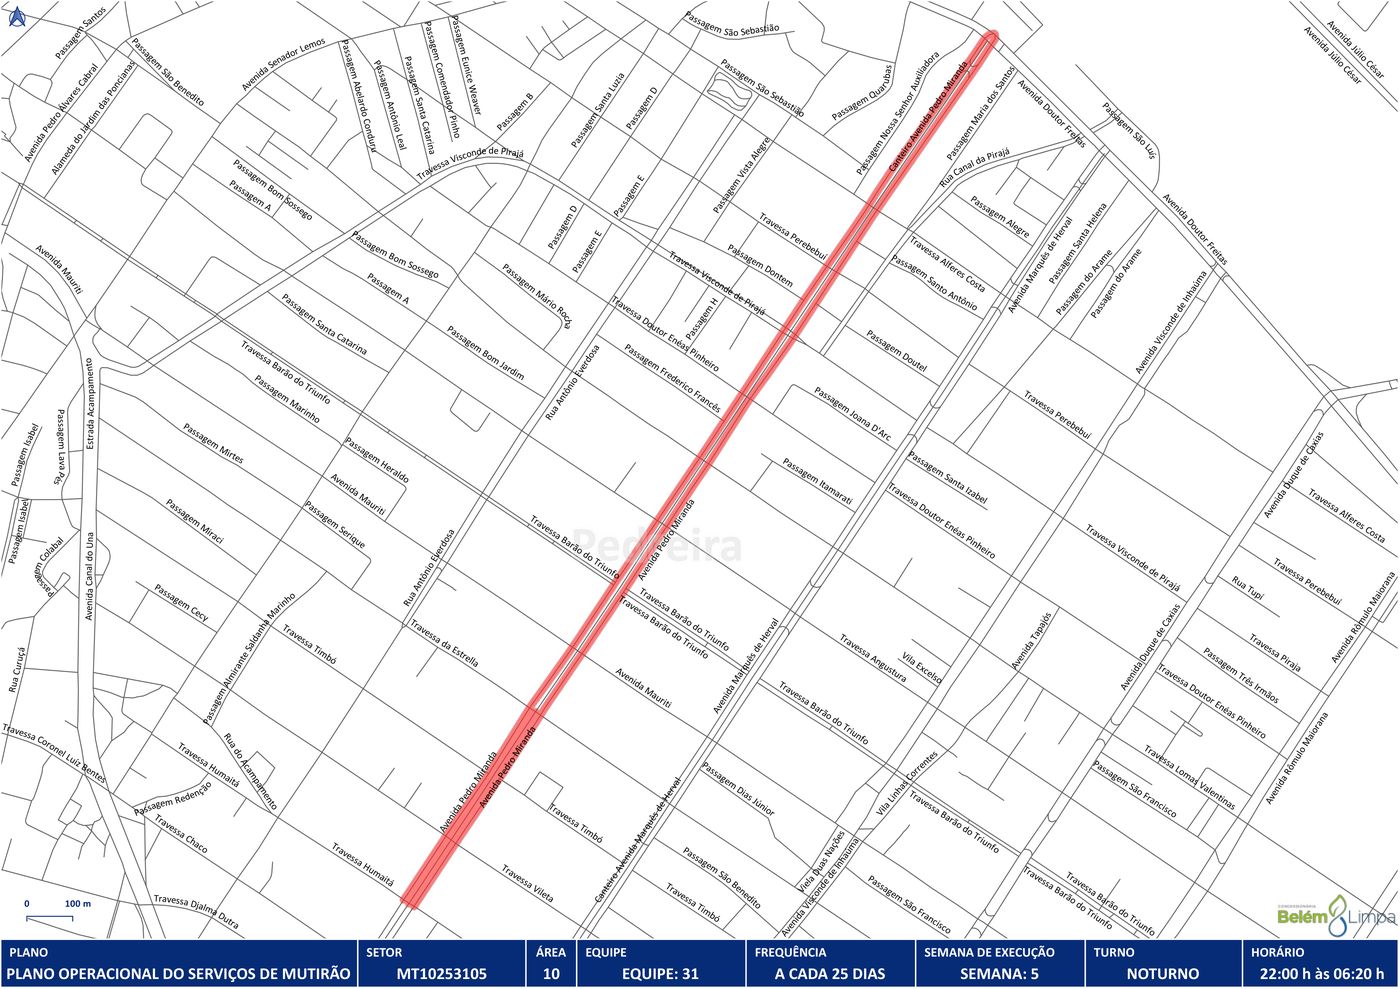 Passagem Santos
Passagem São Benedito
Avenida Senador Lemos
Passagem Eunice Weaver
Passagem Comendador Pinho
Passagem Santa Catarina
Passagem Antônio Leal
Passagem Abelardo Conduru
Passagem São Sebastião
Passagem São Sebastião
Avenida Júlio César
Avenida Júlio César
Avenida Pedro Álvares Cabral
Alameda do Jardim das Poncianas
Passagem B
Passagem Santa Luzia
Passagem D
Passagem Quarubas
Passagem Nossa Senhor Auxiliadora
Canteiro Avenida Pedro Miranda
Passagem Maria dos Santos
Avenida Doutor Freitas
Passagem São Luís
Travessa Visconde de Pirajá
Rua Canal da Pirajá
Passagem Bom Sossego
Passagem A
Passagem E
Passagem Vista Alegre
Passagem D
Passagem E
Travessa Perebebuí
Passagem Alegre
Avenida Marquês de Herval
Passagem Santa Helena
Avenida Doutor Freitas
Avenida Mauriti
Passagem Bom Sossego
Passagem A
Passagem Mário Rocha
Travessa Visconde de Pirajá
Passagem Dontem
Travessa Alferes Costa
Passagem Santo Antônio
Passagem do Arame
Passagem do Arame
Avenida Visconde de Inhaúma
Passagem Santa Catarina
Passagem H
Travessa Doutor Enéas Pinheiro
Passagem Bom Jardim
Passagem Frederico Francês
Passagem Doutel
Travessa Barão do Triunfo
Passagem Marinho
Rua Antônio Everdosa
Estrada Acampamento
Passagem Joana D'Arc
Travessa Perebebuí
Passagem Isabel
Passagem Lava Pés
Passagem Mirtes
Passagem Heraldo
Avenida Mauriti
Passagem Itamarati
Passagem Santa Izabel
Avenida Duque de Caxias
Passagem Isabel
Passagem Miraci
Passagem Serique
Pedreira
Avenida Pedro Miranda
Travessa Doutor Enéas Pinheiro
Travessa Alferes Costa
Passagem Colabal
Avenida Canal do Una
Rua Antônio Everdosa
Travessa Barão do Triunfo
Travessa Visconde de Pirajá
Travessa Perebebuí
Rua Tupi
Passagem Cecy
Passagem Almirante Saldanha Marinho
Travessa Timbó
Travessa da Estrella
Travessa Barão do Triunfo
Travessa Barão do Triunfo
Avenida Marquês de Herval
Travessa Angustura
Vila Excelso
Avenida Tapajós
Avenida Duque de Caxias
Travessa Piraja
Avenida Rômulo Maiorana
Rua Curuçá
Avenida Mauriti
Passagem Três Irmãos
Travessa Doutor Enéas Pinheiro
Travessa Barão do Triunfo
Travessa Coronel Luíz Bentes
Travessa Humaitá
Rua do Acampamento
Avenida Pedro Miranda
Avenida Pedro Miranda
Avenida Rômulo Maiorana
Travessa Lomas Valentinas
Passagem São Francisco
Passagem Redenção
Travessa Chaco
Passagem Dias Júnior
Vila Linhas Correntes
Travessa Barão do Triunfo
Travessa Timbó
Canteiro Avenida Marquês de Herval
Travessa Humaitá
Travessa Vileta
Passagem São Benedito
Travessa Timbó
Viela Duas Nações
Avenida Visconde de Inhaúma
Passagem São Francisco
Travessa Barão do Triunfo
Travessa Barão do Triunfo
Travessa Djalma Dutra
0 100 m
CONCESSIONÁRIA
Belém Limpa
PLANO
PLANO OPERACIONAL DO SERVIÇOS DE MUTIRÃO
SETOR
MT10253105
ÁREA
10
EQUIPE
EQUIPE: 31
FREQUÊNCIA
A CADA 25 DIAS
SEMANA DE EXECUÇÃO
SEMANA: 5
TURNO
NOTURNO
HORÁRIO
22:00 h às 06:20 h